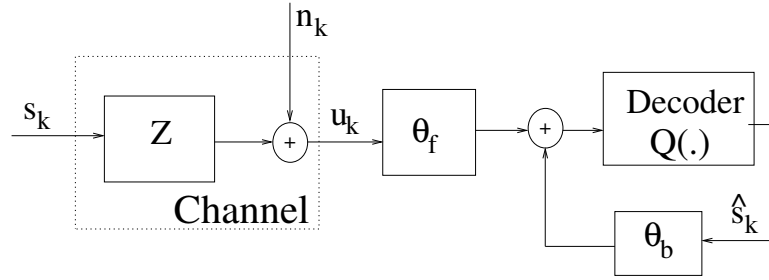 n_k
s_k
Z
+
u_k
θ_f
+
Decoder
Q(.)
Channel
θ_b
ŝ_k